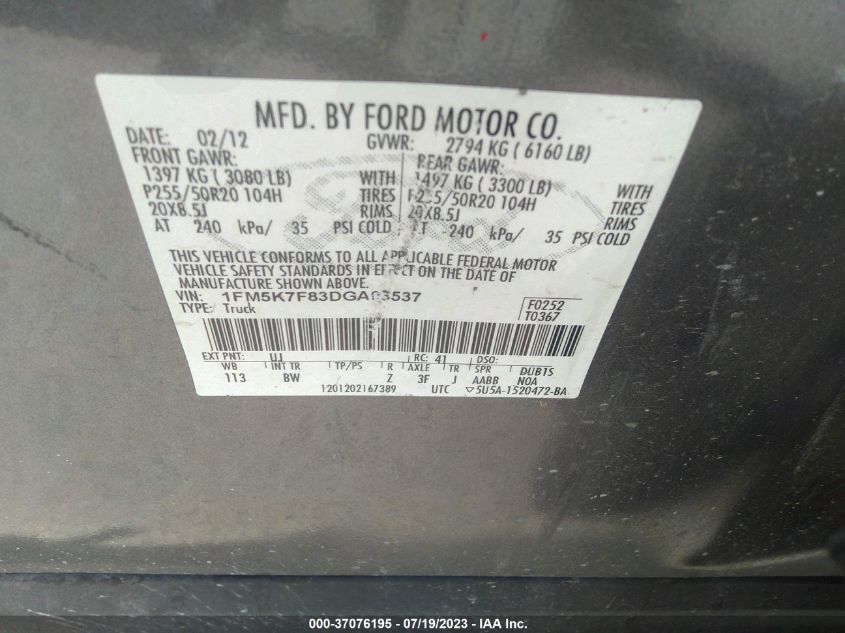 MFD. BY FORD MOTOR CO.
DATE: 02/12 GVWR: 2794 KG ( 6160 LB)
FRONT GAWR: REAR GAWR:
1397 KG ( 3080 LB) WITH 1497 KG ( 3300 LB) WITH
P255/50R20 104H TIRES P255/50R20 104H TIRES
20X8.5J RIMS 20X8.5J RIMS
AT 240 kPa/ 35 PSI COLD AT 240 kPa/ 35 PSI COLD
THIS VEHICLE CONFORMS TO ALL APPLICABLE FEDERAL MOTOR
VEHICLE SAFETY STANDARDS IN EFFECT ON THE DATE OF
MANUFACTURE SHOWN ABOVE.
VIN: 1FM5K7F83DGA03537 F0252
TYPE: Truck T0367
EXT PNT: UJ RC: 41 DSO:
WB INT TR TP/PS R AXLE TR SPR DUBTS
113 BW Z 3F J AABB N0A
1201202167389 UTC ▽5U5A-1520472-BA
000-37076195 - 07/19/2023 - IAA Inc.